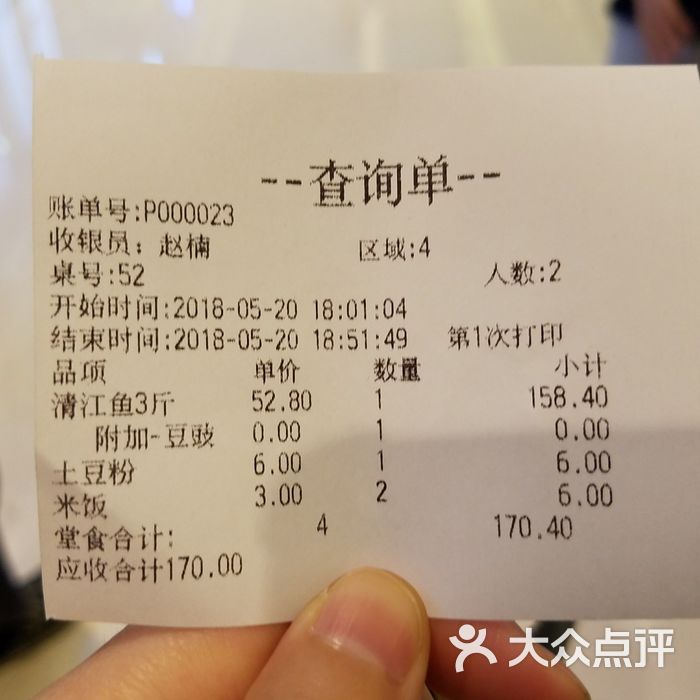 --查询单--
账单号:P000023
收银员: 赵楠 区域:4
桌号:52 人数:2
开始时间:2018-05-20 18:01:04
结束时间:2018-05-20 18:51:49 第1次打印
品项 单价 数量 小计
清江鱼3斤 52.80 1 158.40
附加-豆豉 0.00 1 0.00
土豆粉 6.00 1 6.00
米饭 3.00 2 6.00
堂食合计: 4 170.40
应收合计170.00
大众点评